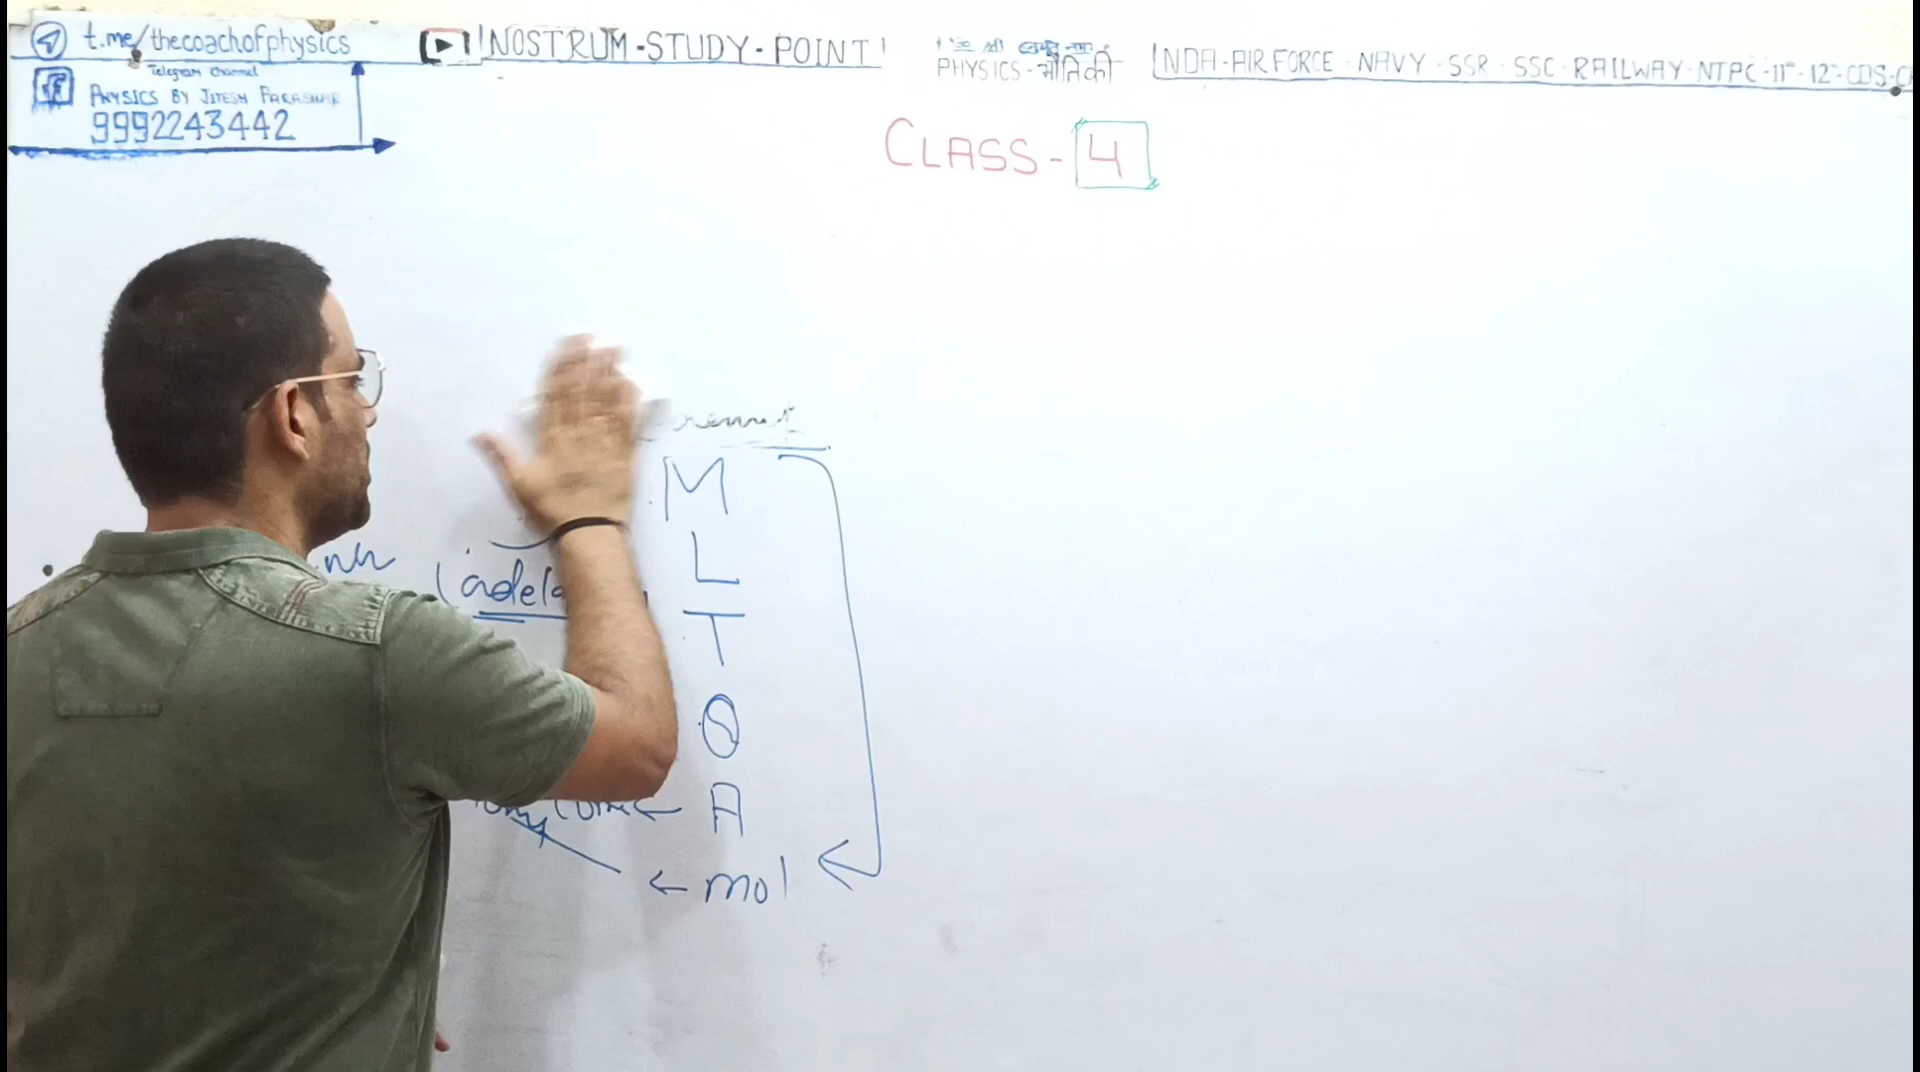 t.me/thecoachofphysics
Telegram channel
PHYSICS BY JITESH PARASHAR
9992243442
NOSTRUM-STUDY-POINT
PHYSICS-भौतिकी
NDA-AIR FORCE-NAVY-SSR-SSC-RAILWAY-NTPC-11th-12th-CDS-
CLASS-4
M
L
T
θ
A
← mol